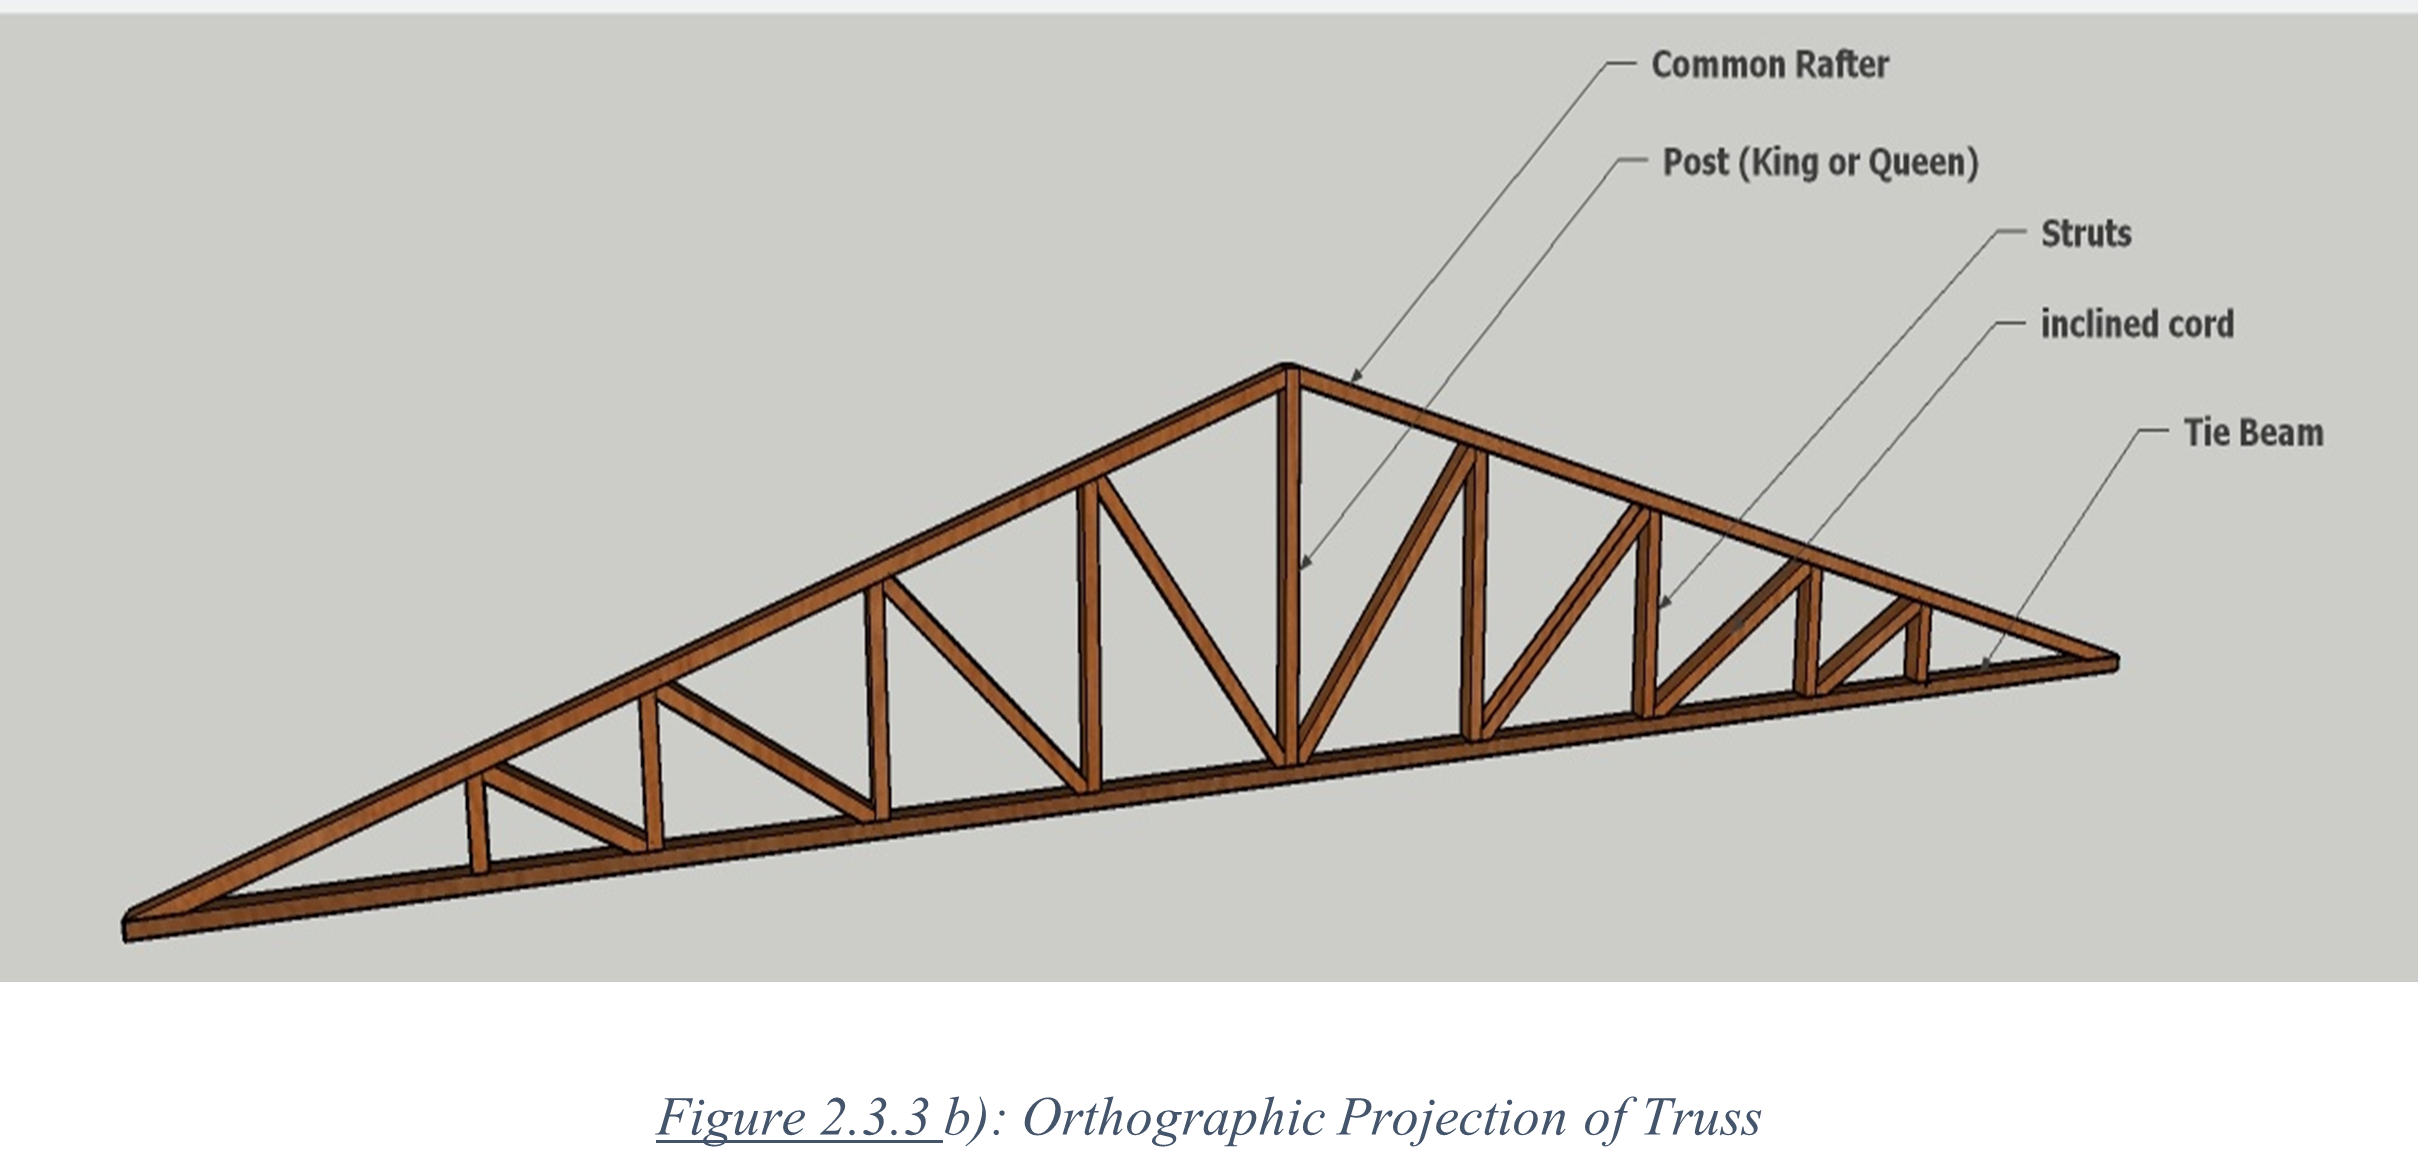 Common Rafter
Post (King or Queen)
Struts
inclined cord
Tie Beam
Figure 2.3.3 b): Orthographic Projection of Truss